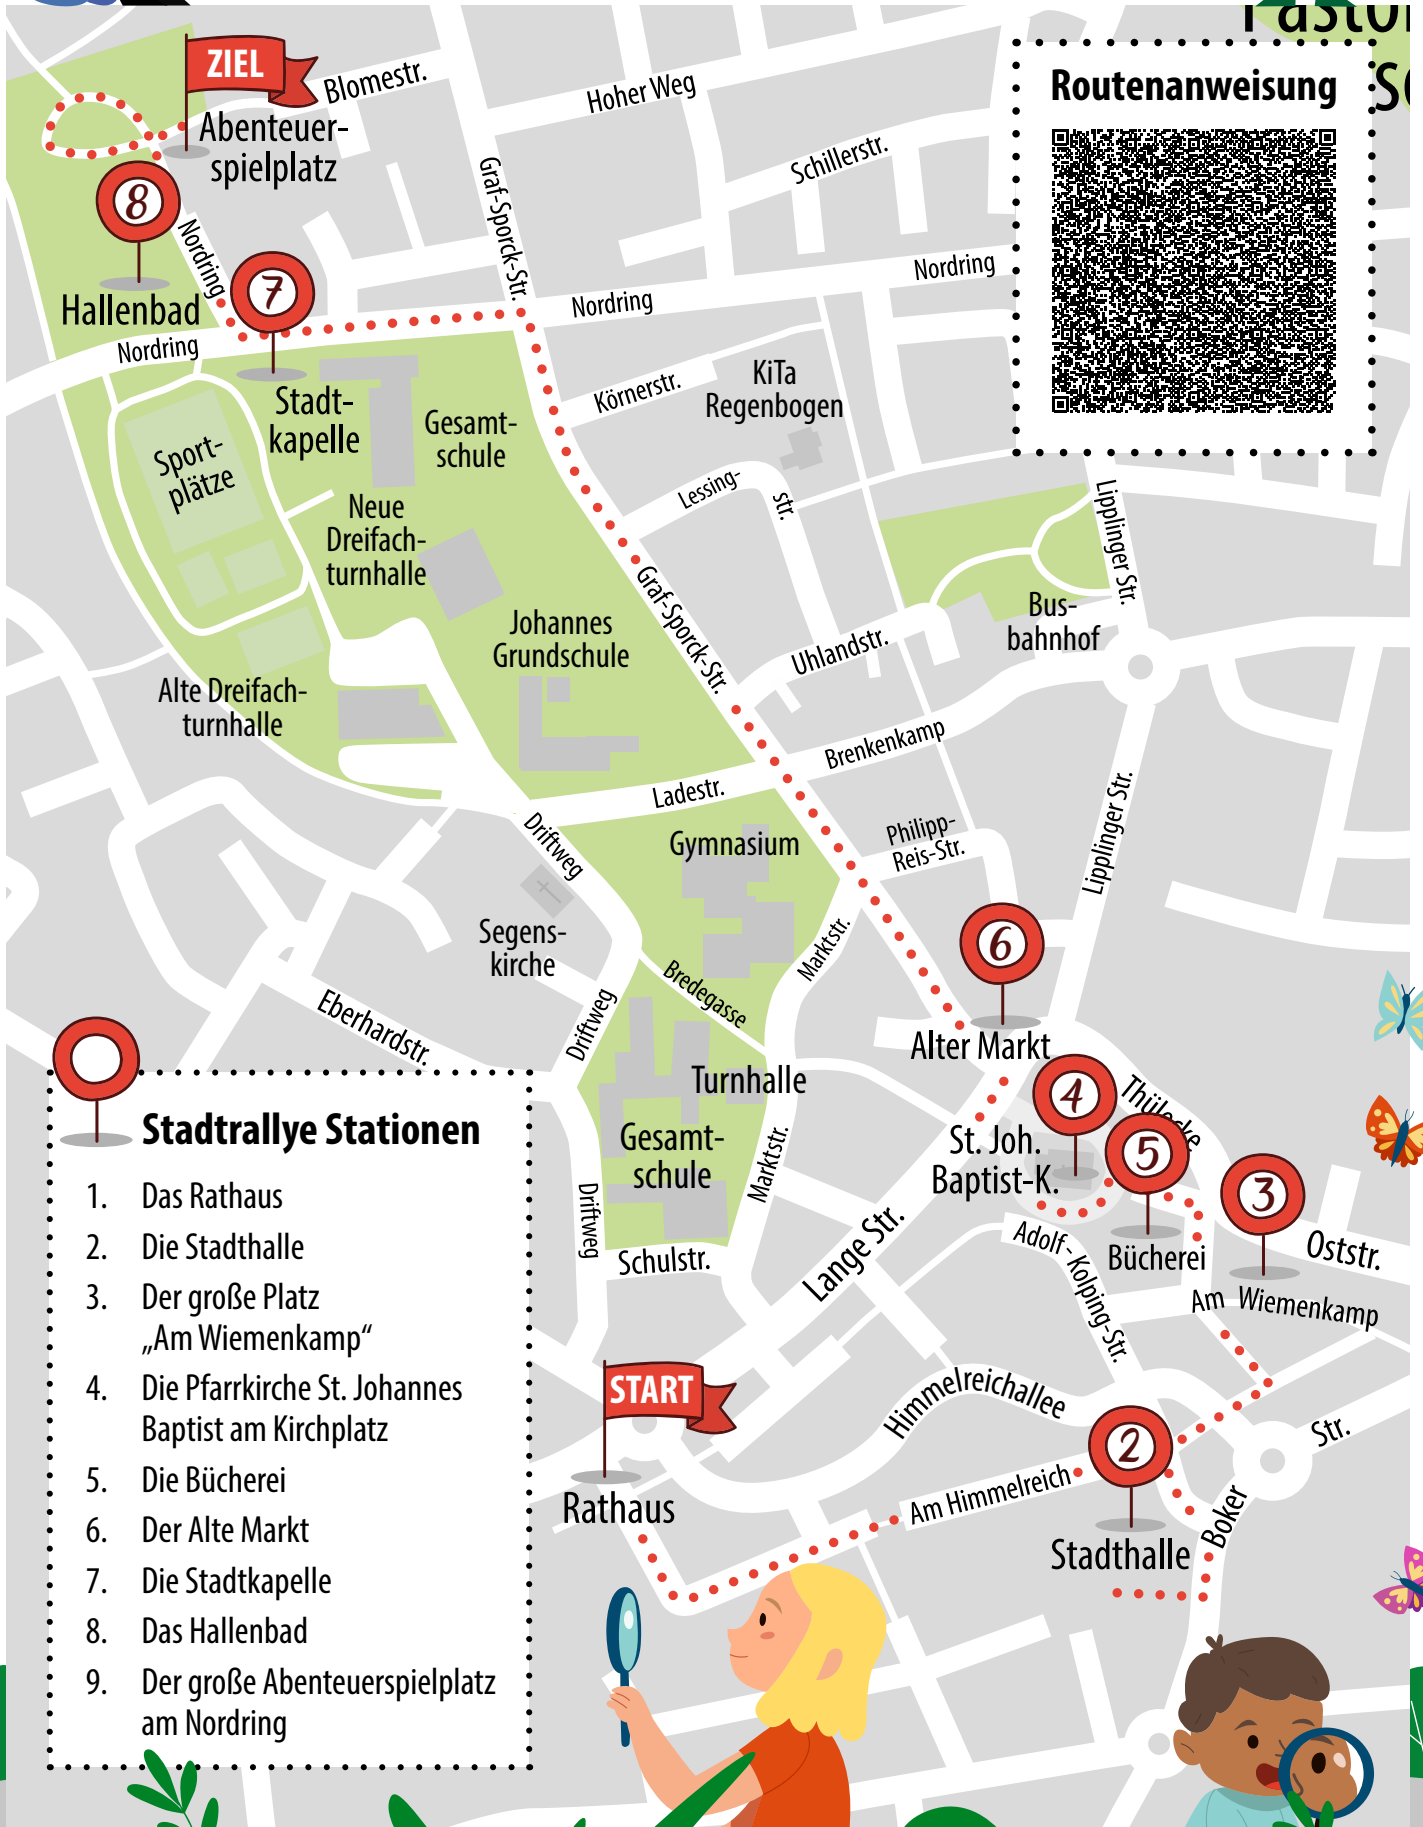 ZIEL
Abenteuer-
spielplatz
Blomestr.
Hoher Weg
Schillerstr.
Routenanweisung
8
Nordring
7
Graf-Sporck-Str.
Nordring
Nordring
Hallenbad
Nordring
Stadt-
kapelle
Gesamt-
schule
Körnerstr.
KiTa
Regenbogen
Sport-
plätze
Neue
Dreifach-
turnhalle
Lessing-
str.
Lipplinger Str.
Johannes
Grundschule
Graf-Sporck-Str.
Uhlandstr.
Bus-
bahnhof
Alte Dreifach-
turnhalle
Brenkenkamp
Ladestr.
Lipplinger Str.
Driftweg
Gymnasium
Philipp-
Reis-Str.
Segens-
kirche
Marktstr.
6
Bredegasse
Eberhardstr.
Driftweg
Alter Markt
Turnhalle
4
Thülecke
5
St. Joh.
Baptist-K.
3
Gesamt-
schule
Marktstr.
Driftweg
Schulstr.
Lange Str.
Adolf-Kolping-Str.
Bücherei
Oststr.
Am Wiemenkamp
START
Rathaus
Himmelreichallee
2
Str.
Am Himmelreich
Boker
Stadthalle
Stadtrallye Stationen
1. Das Rathaus
2. Die Stadthalle
3. Der große Platz
„Am Wiemenkamp“
4. Die Pfarrkirche St. Johannes
Baptist am Kirchplatz
5. Die Bücherei
6. Der Alte Markt
7. Die Stadtkapelle
8. Das Hallenbad
9. Der große Abenteuerspielplatz
am Nordring